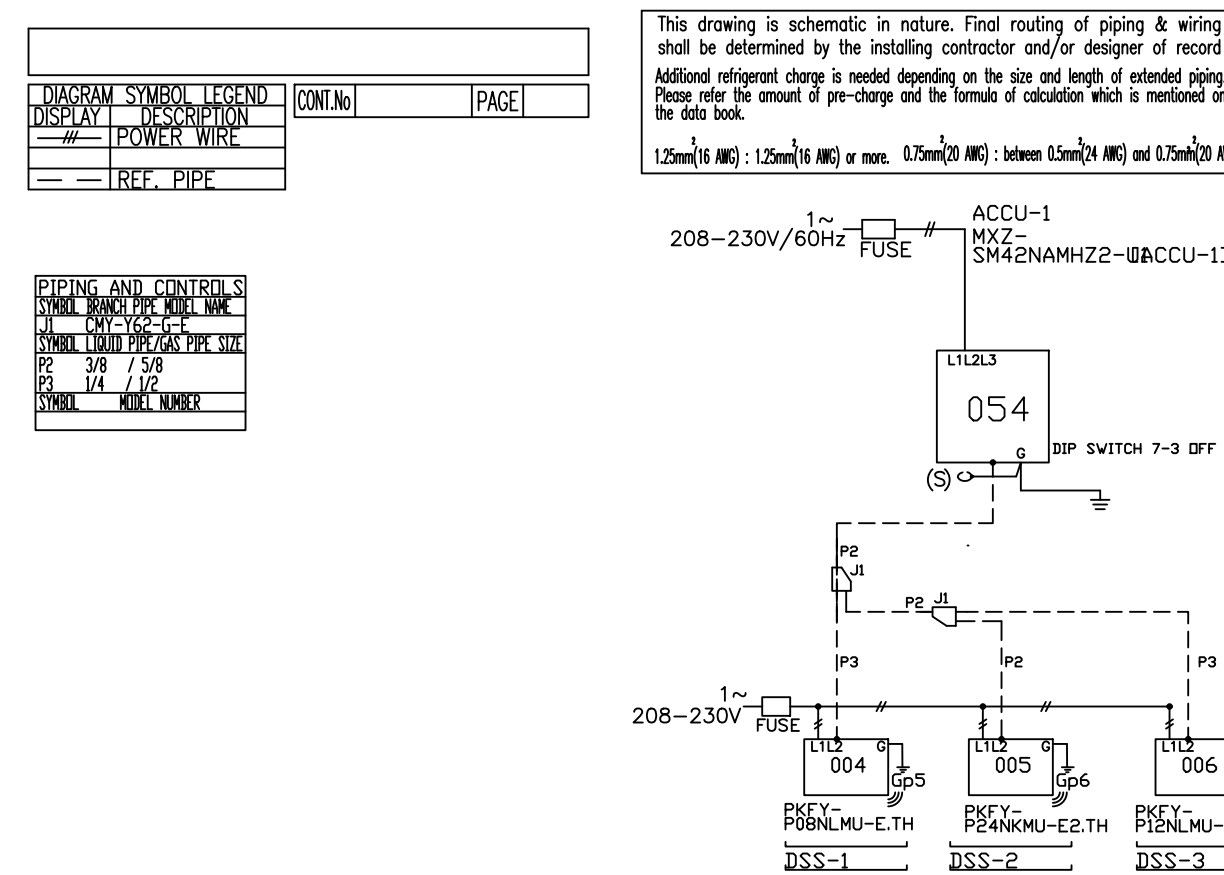 This drawing is schematic in nature. Final routing of piping & wiring
shall be determined by the installing contractor and/or designer of record
Additional refrigerant charge is needed depending on the size and length of extended piping.
Please refer the amount of pre-charge and the formula of calculation which is mentioned on
the data book.
1.25mm²(16 AWG) : 1.25mm²(16 AWG) or more. 0.75mm²(20 AWG) : between 0.5mm²(24 AWG) and 0.75mm²(20
DIAGRAM SYMBOL LEGEND
DISPLAY DESCRIPTION
POWER WIRE
REF. PIPE
CONT.No PAGE
PIPING AND CONTROLS
SYMBOL BRANCH PIPE MODEL NAME
J1 CMY-Y62-G-E
SYMBOL LIQUID PIPE/GAS PIPE SIZE
P2 3/8 / 5/8
P3 1/4 / 1/2
SYMBOL MODEL NUMBER
1~
208-230V/60Hz
FUSE
ACCU-1
MXZ-
SM42NAMHZ2-
L1L2L3
054
G
DIP SWITCH 7-3 OFF
(S)
P2
J1
P2 J1
P3
P2
P3
1~
208-230V
FUSE
L1L2 G
004
Gp5
PKFY-
P08NLMU-E.TH
DSS-1
L1L2 G
005
Gp6
PKFY-
P24NKMU-E2.TH
DSS-2
L1L2
006
PKFY-
P12NLMU-
DSS-3